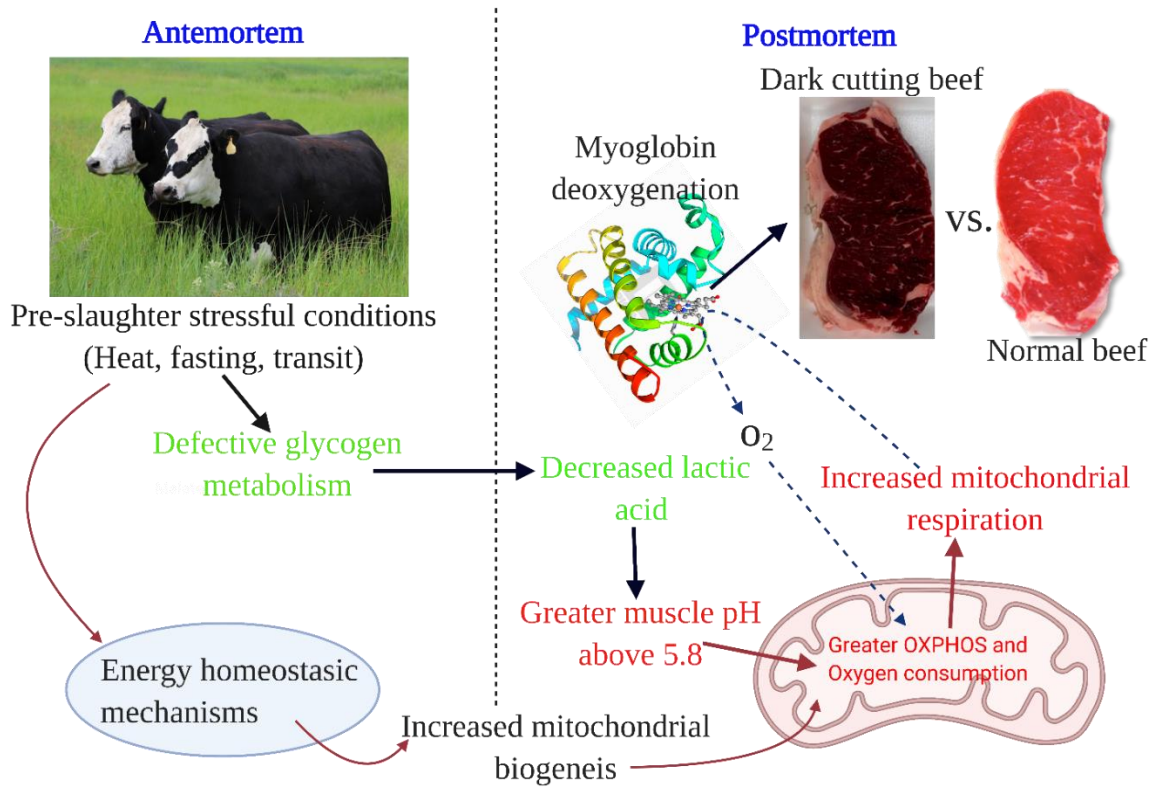 Antemortem
Pre-slaughter stressful conditions
(Heat, fasting, transit)
Defective glycogen
metabolism
Energy homeostasic
mechanisms
Increased mitochondrial
biogeneis
Postmortem
Dark cutting beef
Myoglobin
deoxygenation
vs.
Normal beef
O₂
Decreased lactic
acid
Increased mitochondrial
respiration
Greater muscle pH
above 5.8
Greater OXPHOS and
Oxygen consumption